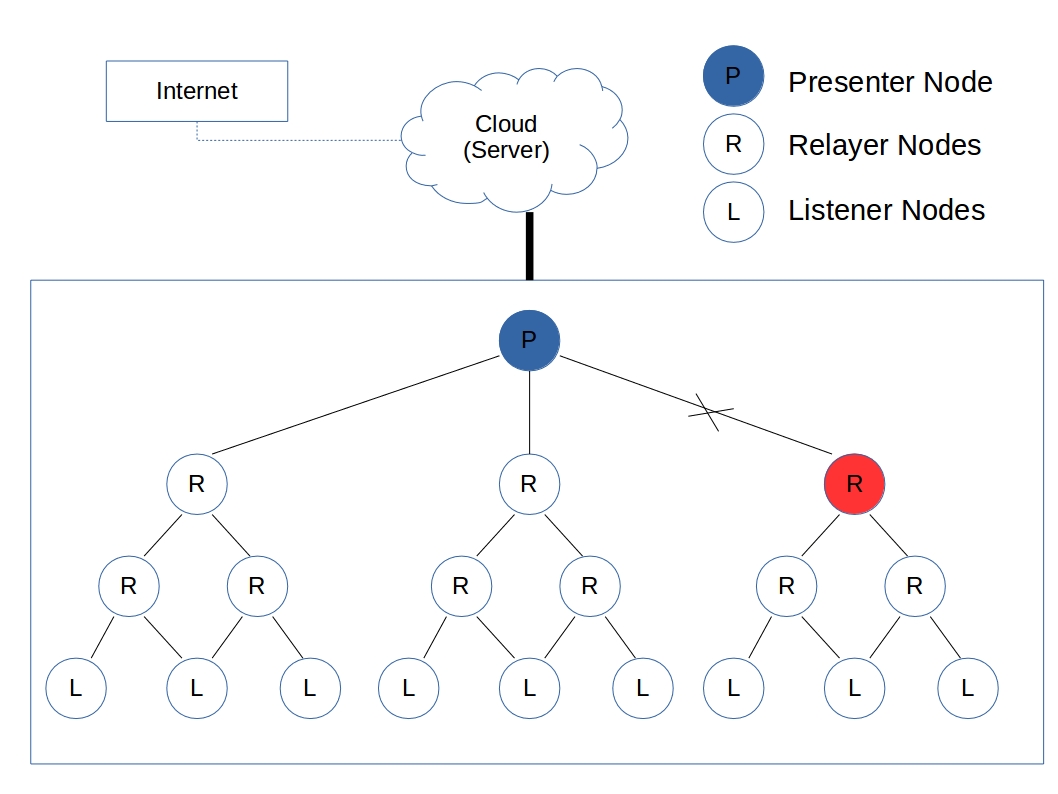 Internet
Cloud
(Server)
P
Presenter Node
R
Relayer Nodes
L
Listener Nodes
P
R
R
R
R
R
R
R
R
R
L
L
L
L
L
L
L
L
L